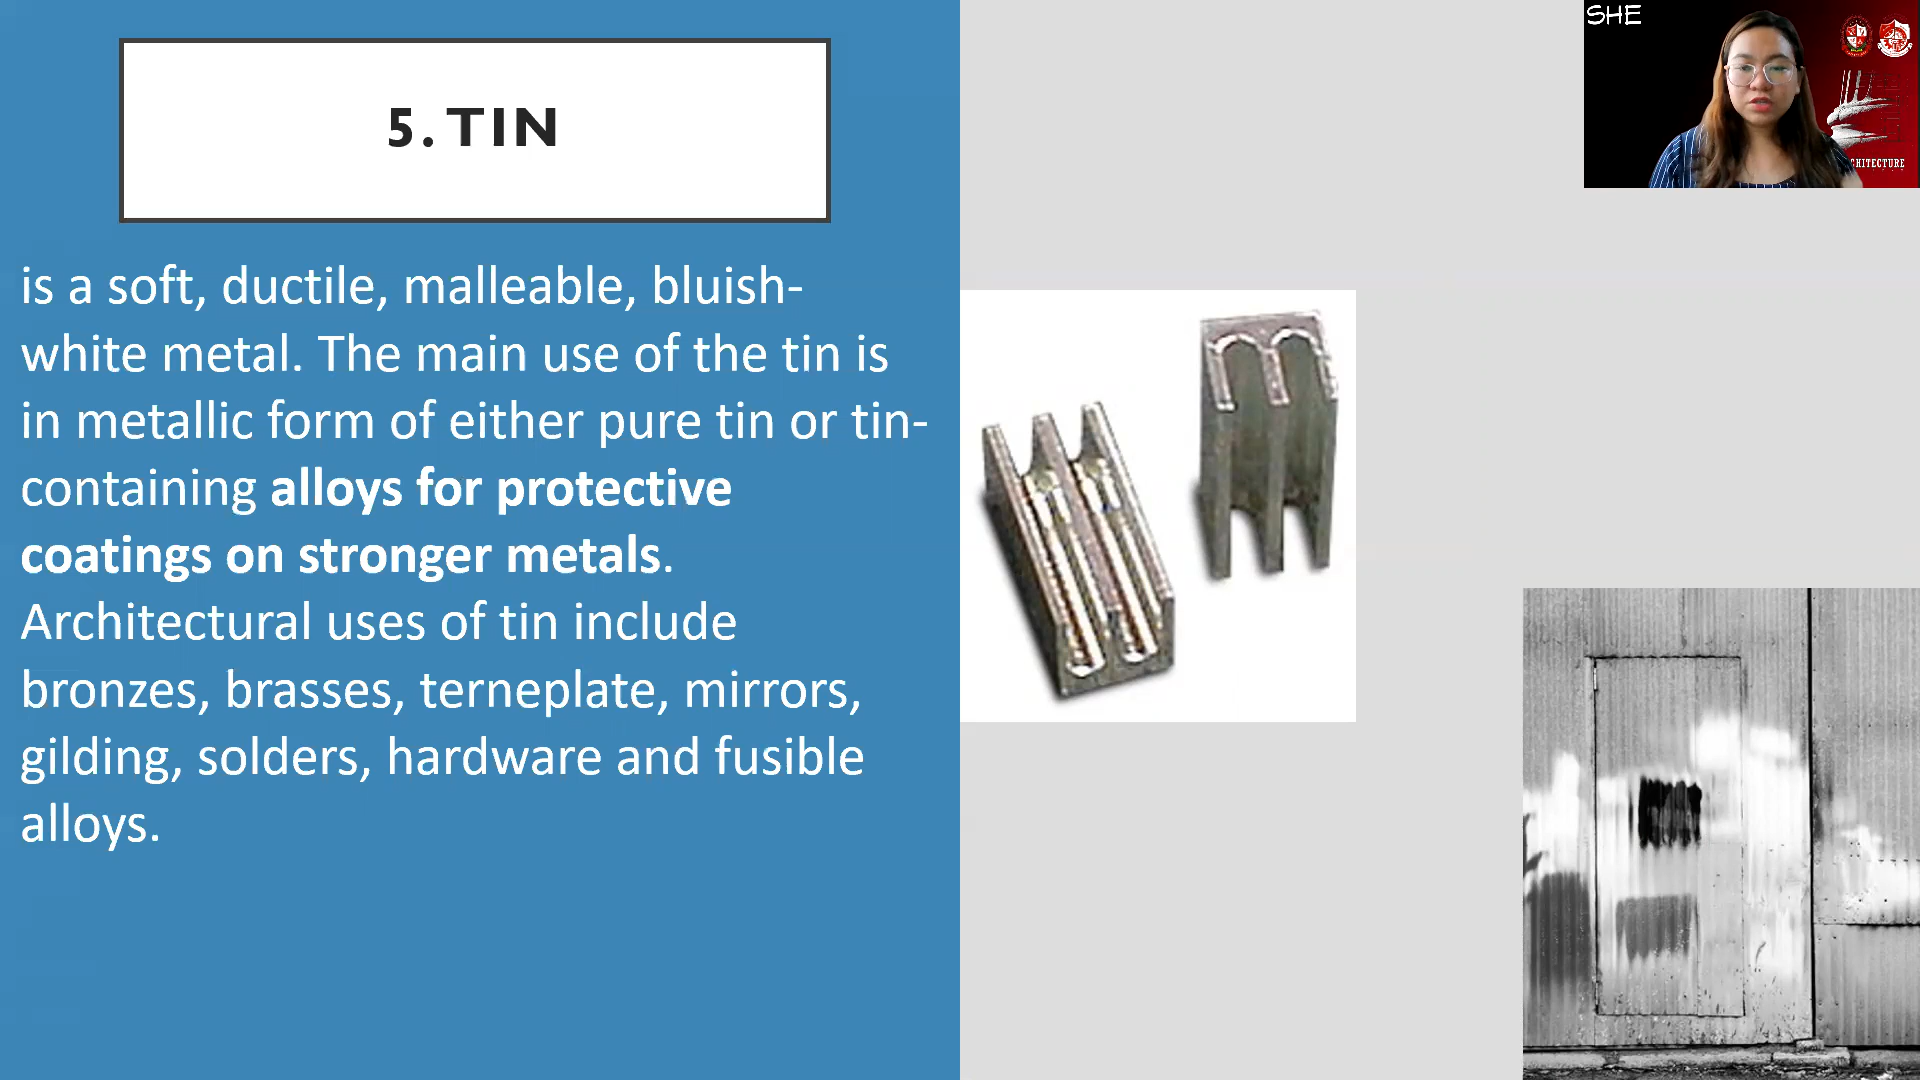 5. TIN
is a soft, ductile, malleable, bluish-
white metal. The main use of the tin is
in metallic form of either pure tin or tin-
containing alloys for protective
coatings on stronger metals.
Architectural uses of tin include
bronzes, brasses, terneplate, mirrors,
gilding, solders, hardware and fusible
alloys.
SHE
CHITECTURE